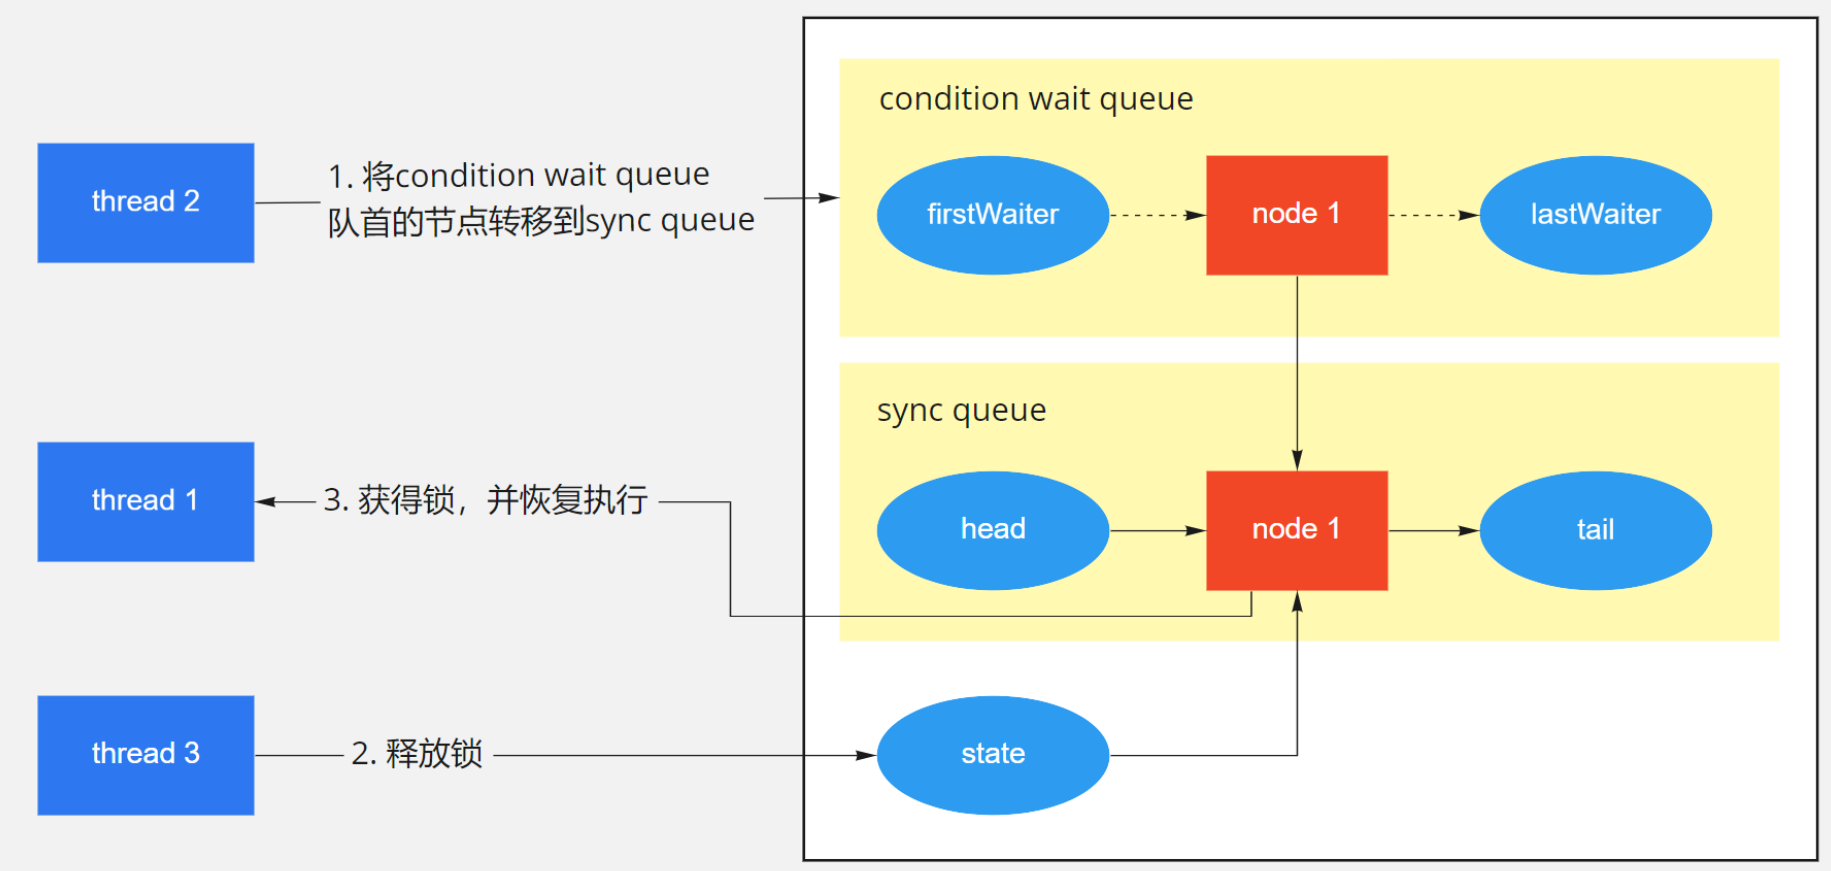 condition wait queue
thread 2
1. 将condition wait queue
队首的节点转移到sync queue
firstWaiter
node 1
lastWaiter
sync queue
thread 1
3. 获得锁，并恢复执行
head
node 1
tail
thread 3
2. 释放锁
state